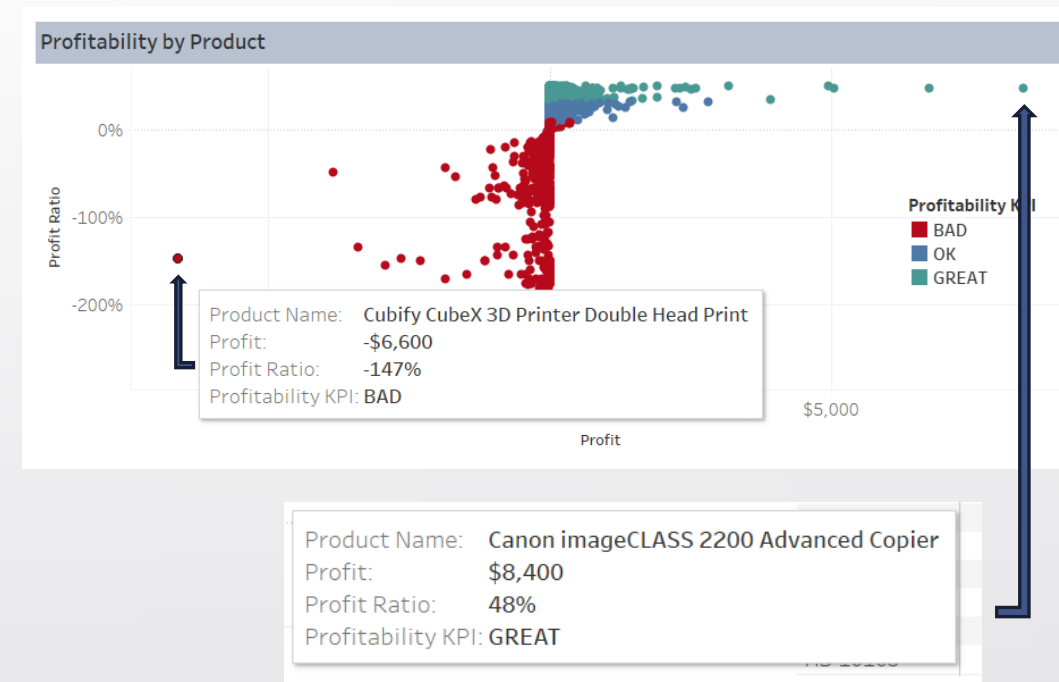 Profitability by Product
0%
-100%
-200%
Profit Ratio
Profitability K
BAD
OK
GREAT
Product Name: Cubify CubeX 3D Printer Double Head Print
Profit: -$6,600
Profit Ratio: -147%
Profitability KPI: BAD
$5,000
Profit
Product Name: Canon imageCLASS 2200 Advanced Copier
Profit: $8,400
Profit Ratio: 48%
Profitability KPI: GREAT